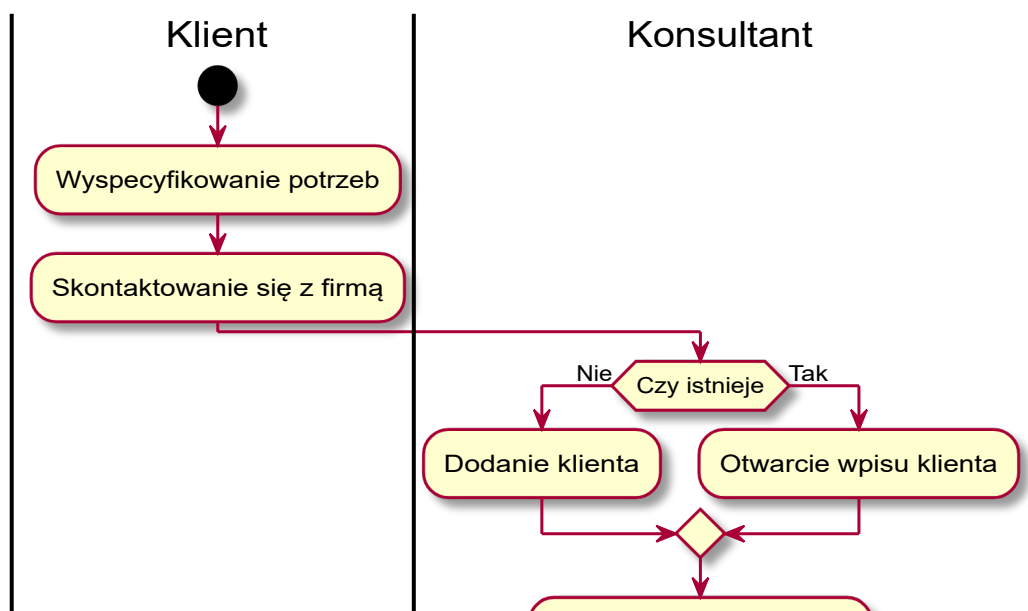 Klient
Konsultant
Wyspecyfikowanie potrzeb
Skontaktowanie się z firmą
Nie
Czy istnieje
Tak
Dodanie klienta
Otwarcie wpisu klienta